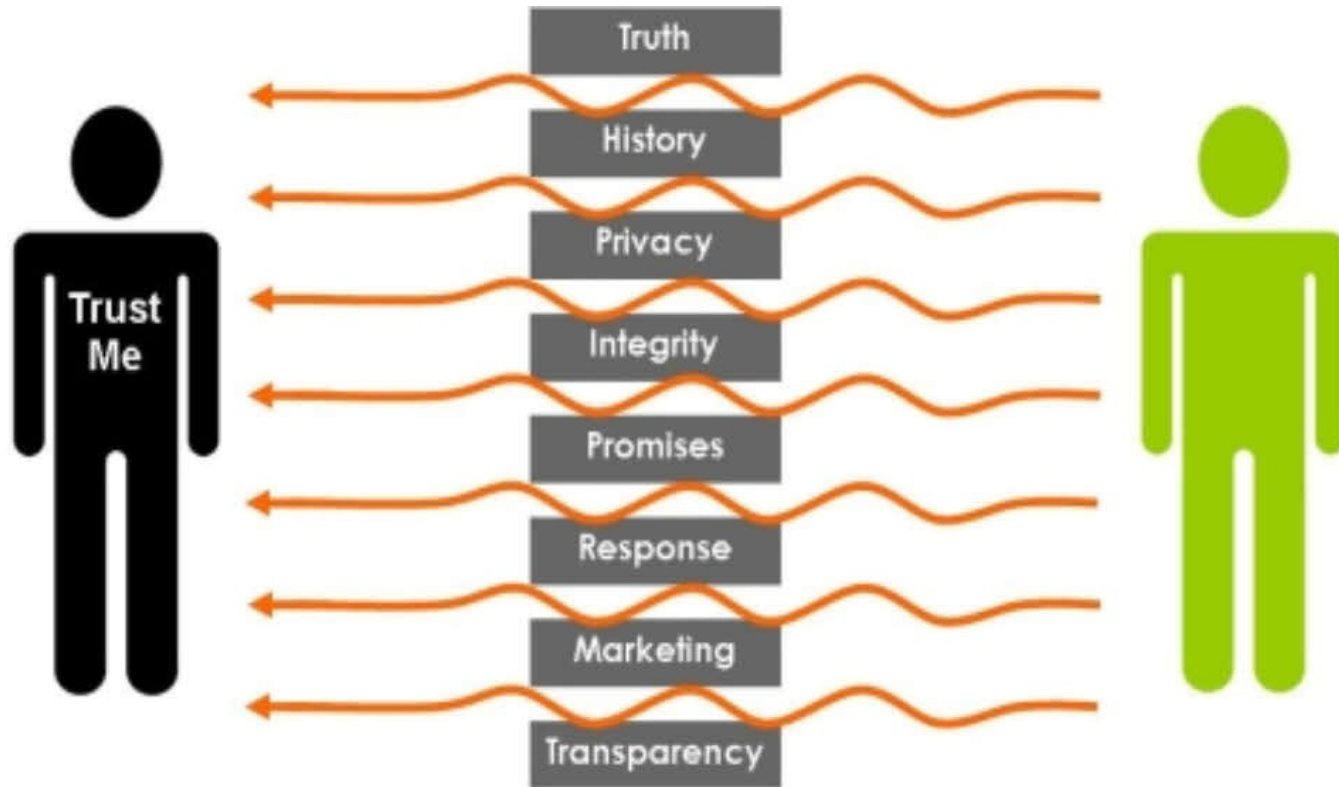 Truth
History
Privacy
Trust
Me
Integrity
Promises
Response
Marketing
Transparency